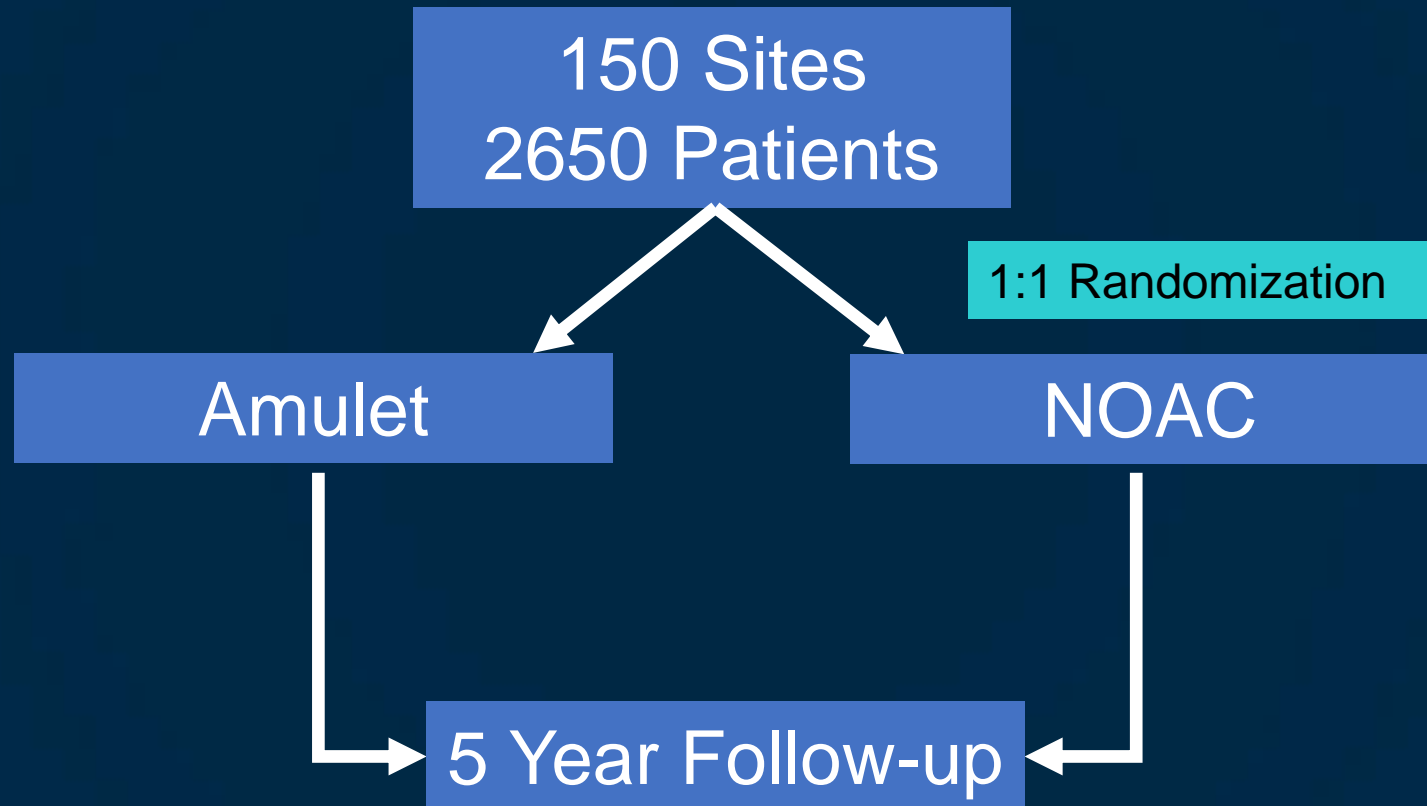 150 Sites
2650 Patients
1:1 Randomization
Amulet
NOAC
5 Year Follow-up